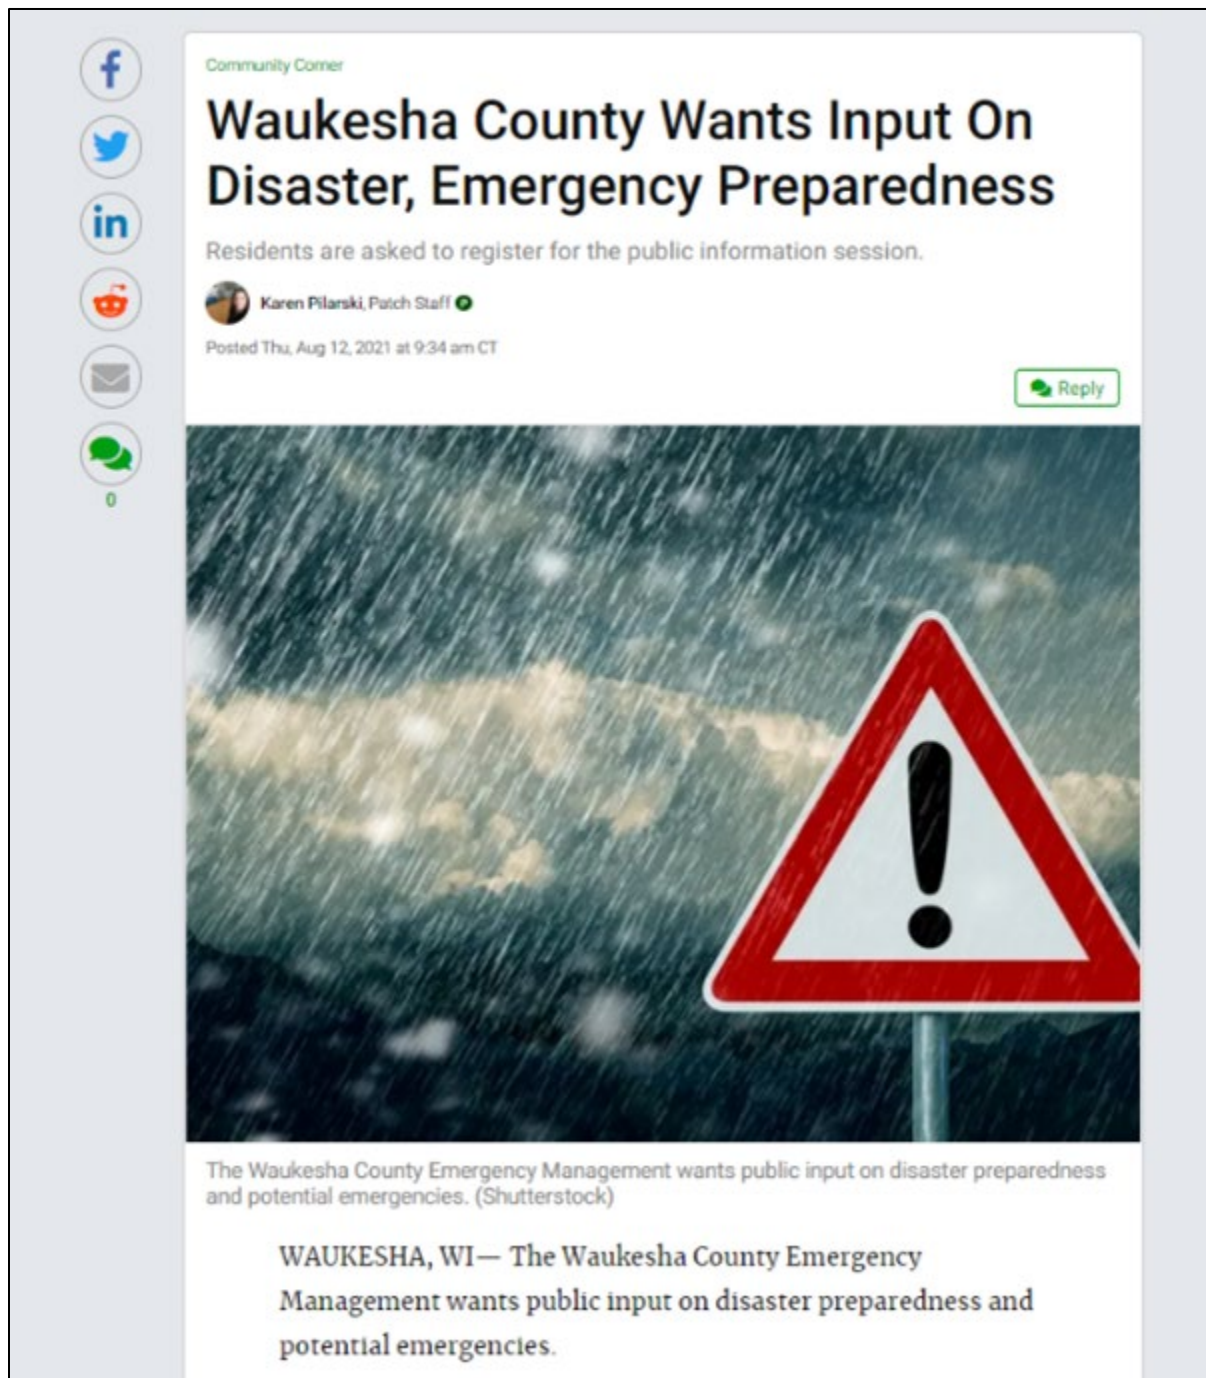 Community Corner
Waukesha County Wants Input On
Disaster, Emergency Preparedness
Residents are asked to register for the public information session.
Karen Pilarski, Patch Staff P
Posted Thu, Aug 12, 2021 at 9:34 am CT
Reply
0
The Waukesha County Emergency Management wants public input on disaster preparedness
and potential emergencies. (Shutterstock)
WAUKESHA, WI— The Waukesha County Emergency
Management wants public input on disaster preparedness and
potential emergencies.